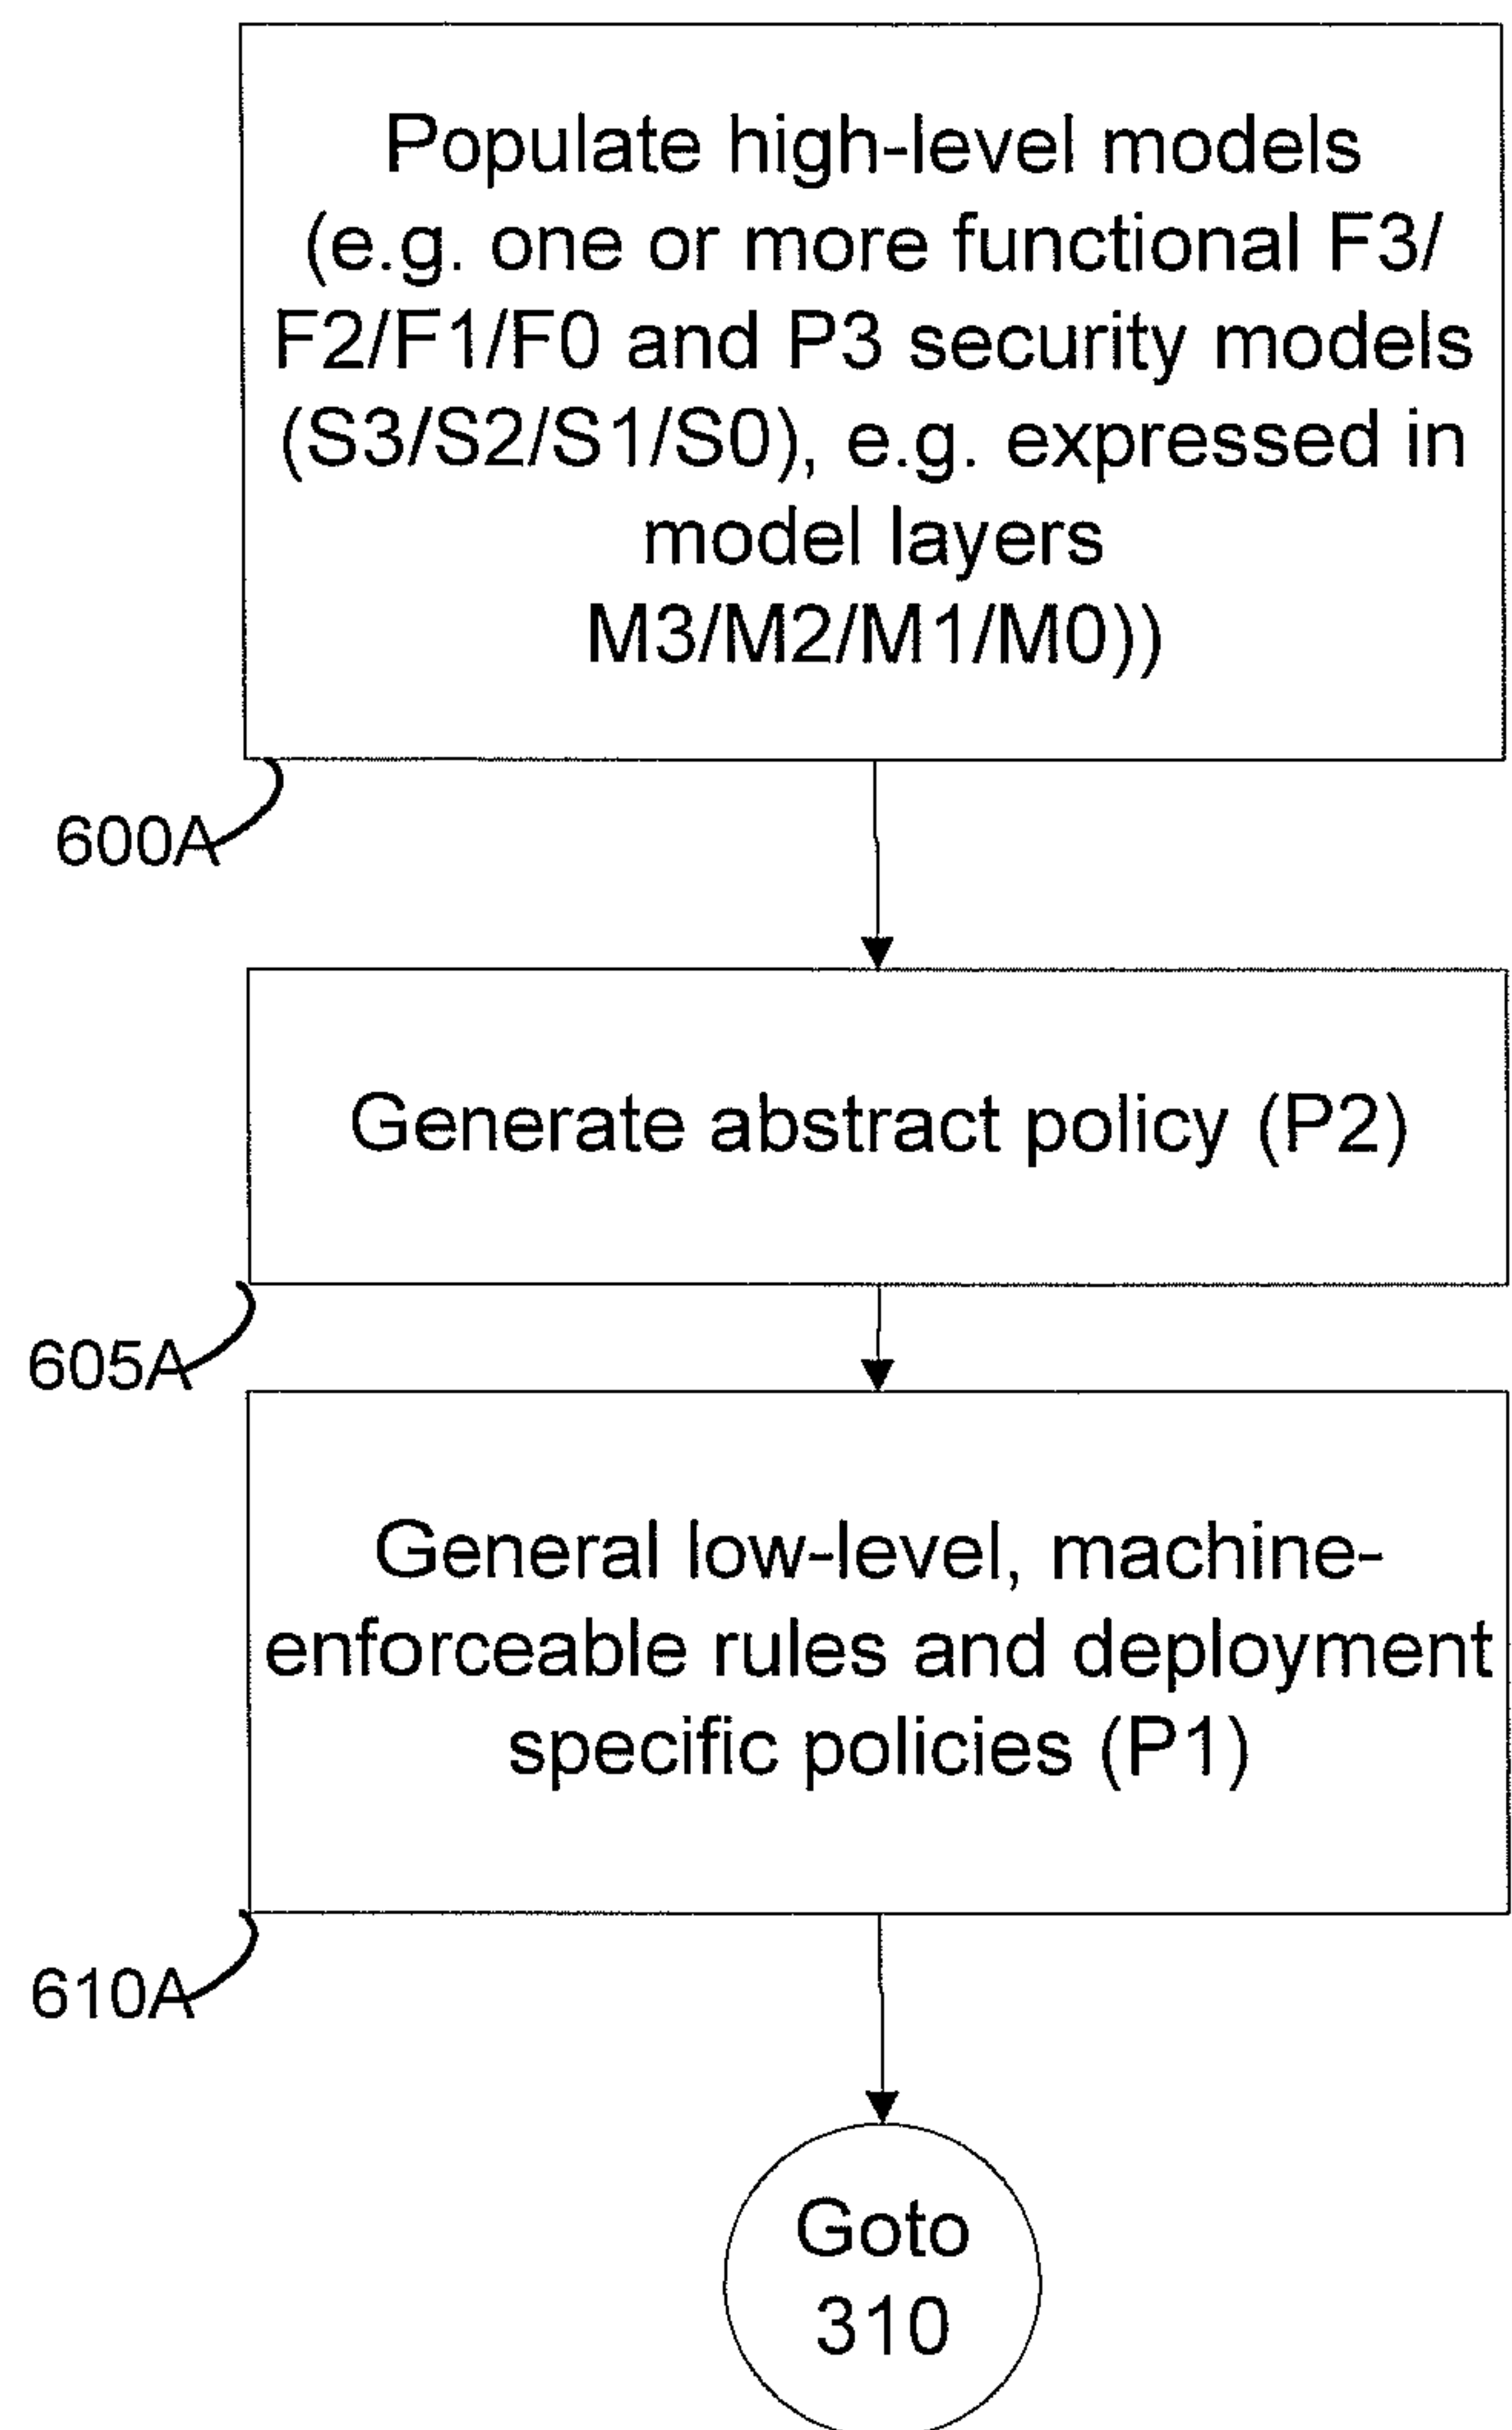 Populate high-level models
(e.g. one or more functional F3/
F2/F1/F0 and P3 security models
(S3/S2/S1/S0), e.g. expressed in
model layers
M3/M2/M1/M0))
600A
Generate abstract policy (P2)
605A
General low-level, machine-
enforceable rules and deployment
specific policies (P1)
610A
Goto
310